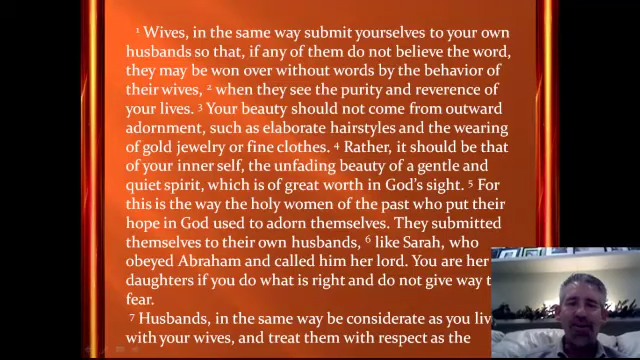 1 Wives, in the same way submit yourselves to your own
husbands so that, if any of them do not believe the word,
they may be won over without words by the behavior of
their wives, 2 when they see the purity and reverence of
your lives. 3 Your beauty should not come from outward
adornment, such as elaborate hairstyles and the wearing
of gold jewelry or fine clothes. 4 Rather, it should be that
of your inner self, the unfading beauty of a gentle and
quiet spirit, which is of great worth in God's sight. 5 For
this is the way the holy women of the past who put their
hope in God used to adorn themselves. They submitted
themselves to their own husbands, 6 like Sarah, who
obeyed Abraham and called him her lord. You are her
daughters if you do what is right and do not give way t
fear.
7 Husbands, in the same way be considerate as you liv
with your wives, and treat them with respect as the